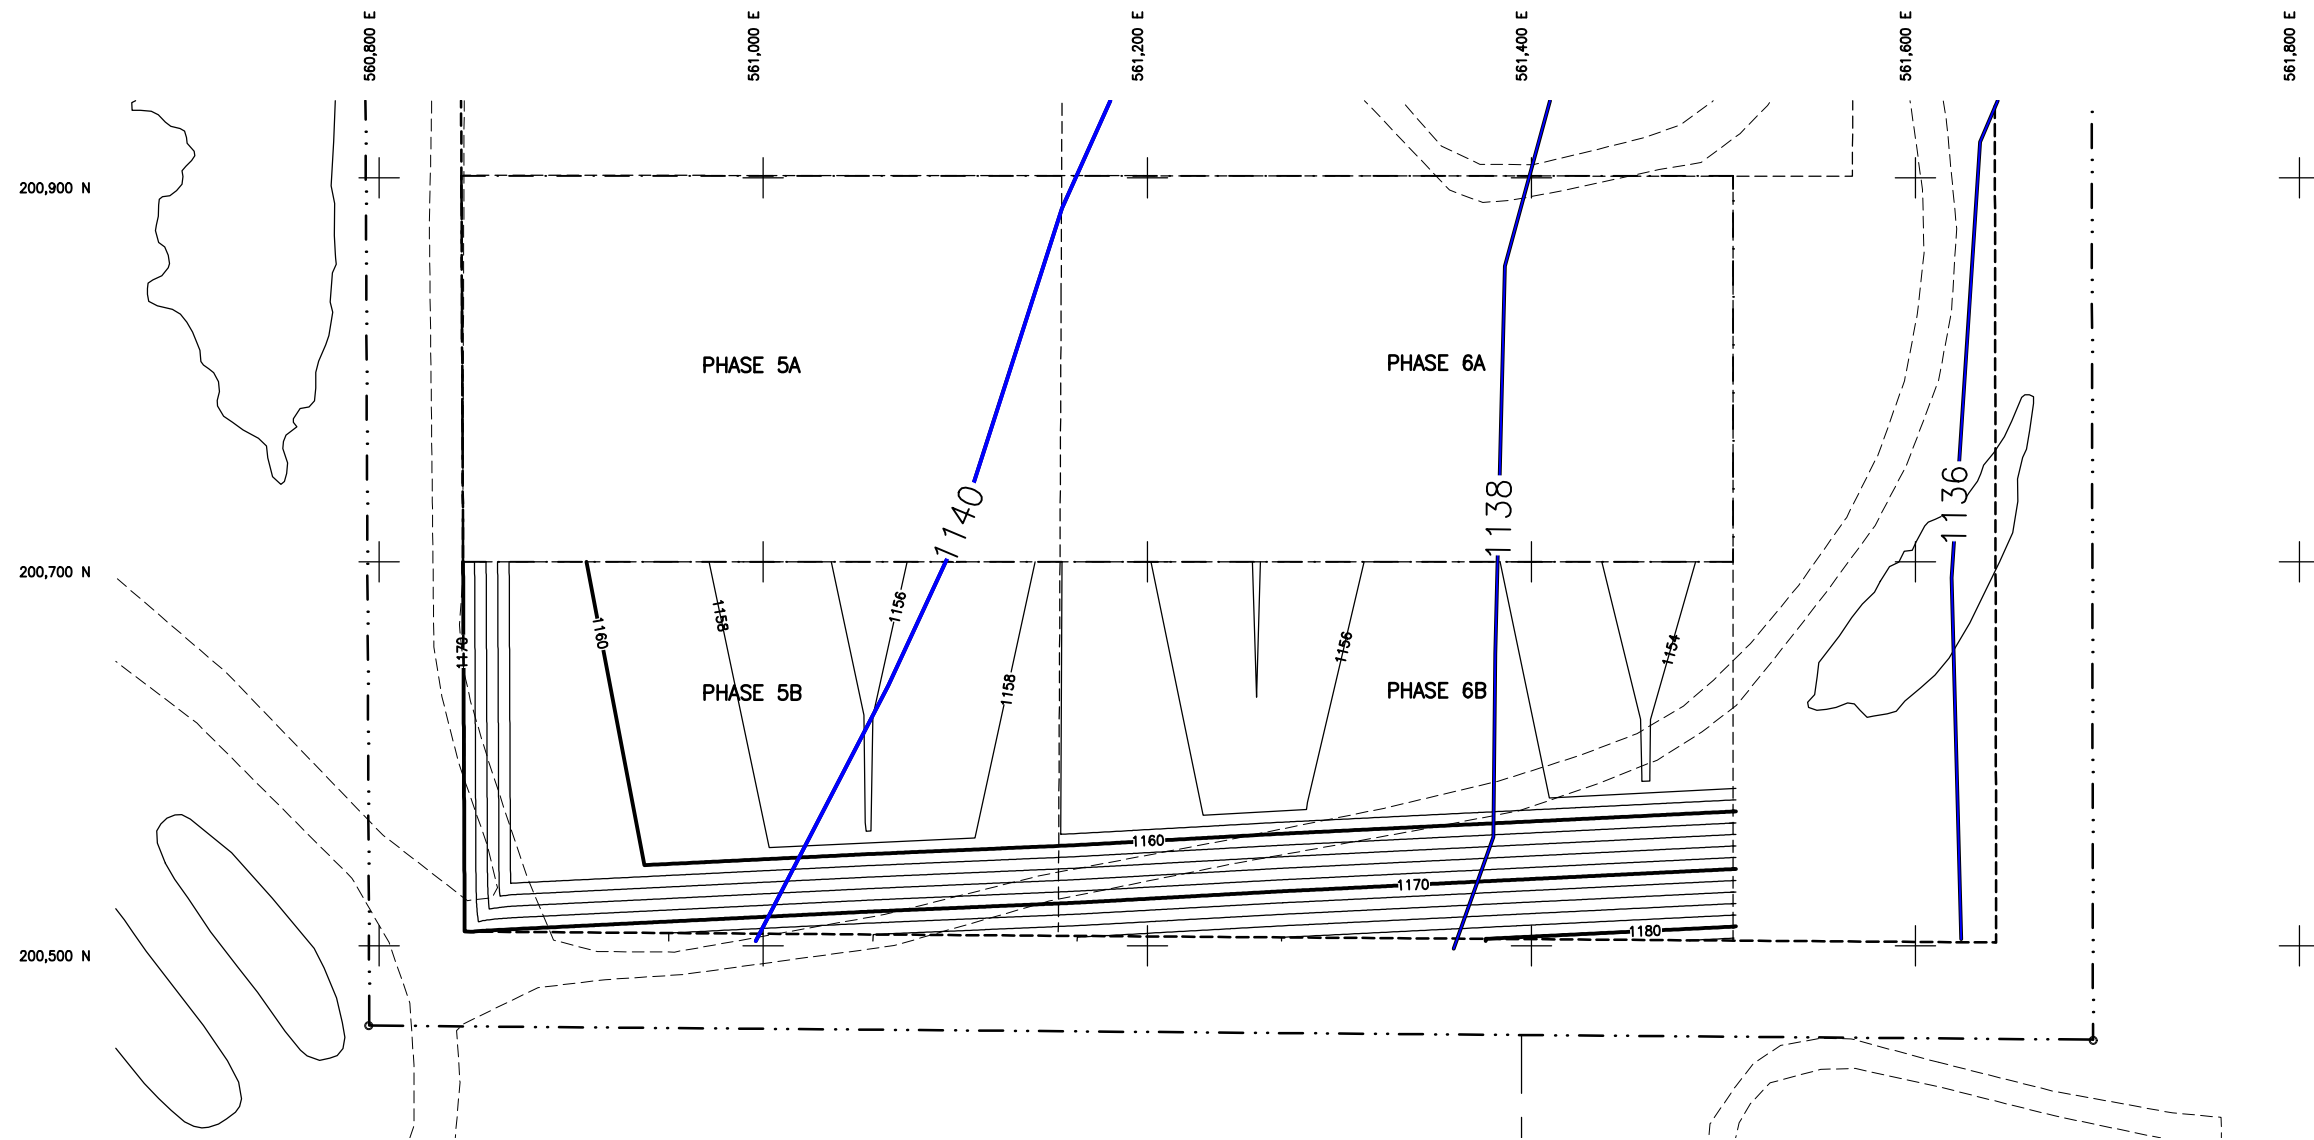 560,800 E
561,000 E
561,200 E
561,400 E
561,600 E
561,800 E
200,900 N
PHASE 5A
PHASE 6A
1140
1138
1136
200,700 N
1170
1160
1158
1156
1158
1156
1154
PHASE 5B
PHASE 6B
1160
1170
1180
200,500 N